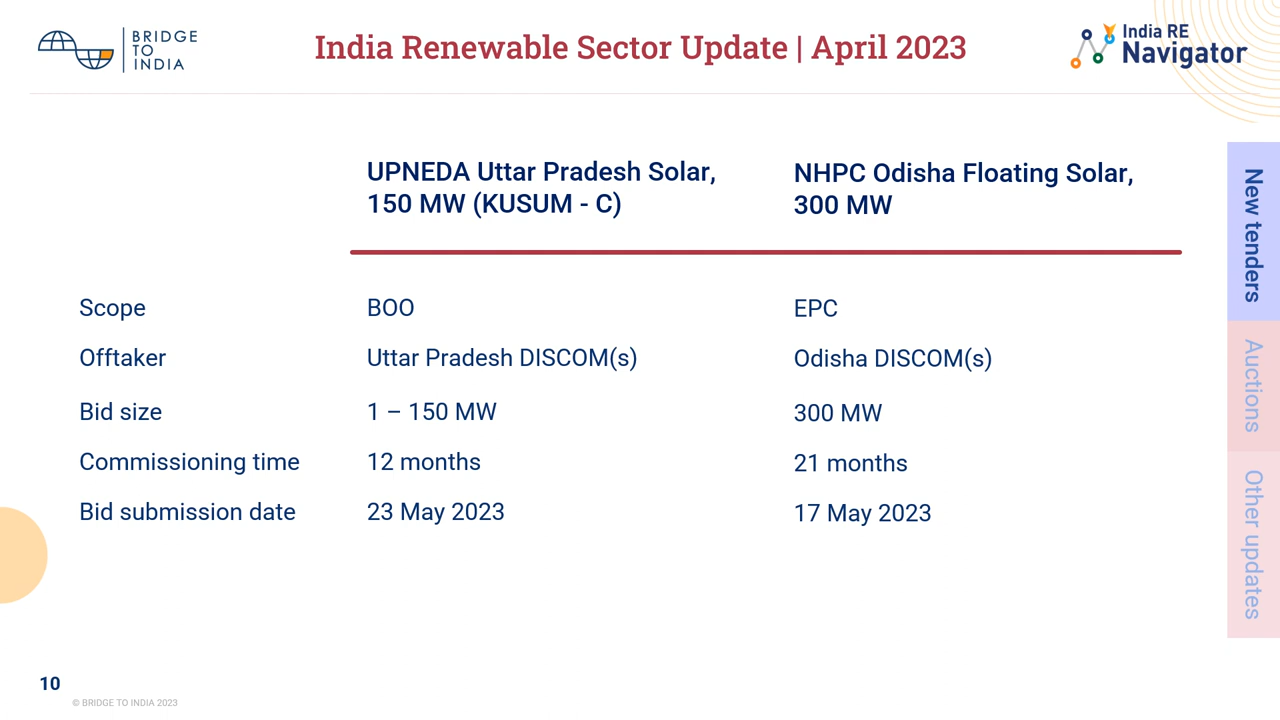 BRIDGE
TO
INDIA
India Renewable Sector Update | April 2023
India RE
Navigator
UPNEDA Uttar Pradesh Solar,
150 MW (KUSUM - C)
NHPC Odisha Floating Solar,
300 MW
Scope
BOO
EPC
Offtaker
Uttar Pradesh DISCOM(s)
Odisha DISCOM(s)
Bid size
1 – 150 MW
300 MW
Commissioning time
12 months
21 months
Bid submission date
23 May 2023
17 May 2023
New tenders
Auctions
Other updates
10
© BRIDGE TO INDIA 2023